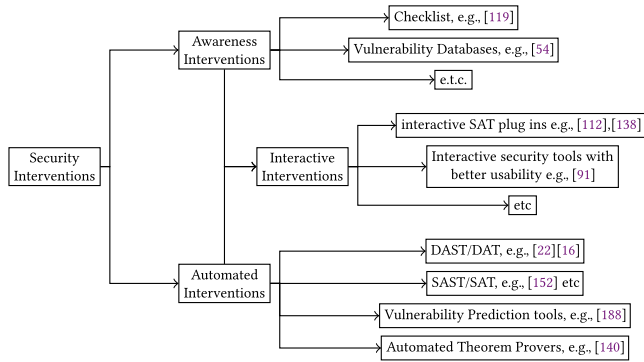 Checklist, e.g., [119]
Awareness
Interventions
Vulnerability Databases, e.g., [54]
e.t.c.
interactive SAT plug ins e.g., [112],[138]
Security
Interventions
Interactive
Interventions
Interactive security tools with
better usability e.g., [91]
etc
DAST/DAT, e.g., [22][16]
Automated
Interventions
SAST/SAT, e.g., [152] etc
Vulnerability Prediction tools, e.g., [188]
Automated Theorem Provers, e.g., [140]